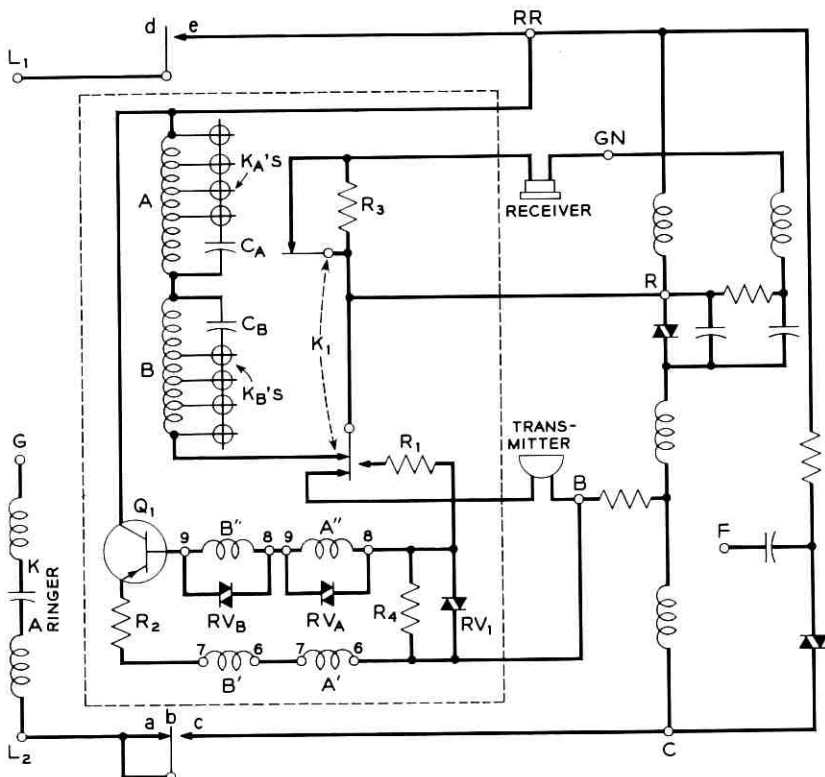 d e RR
L1
GN
KA's
A
R3
RECEIVER
CA
R
CB
K1
B
KB's
TRANS-
MITTER
R1
G
B
Q1
9 B" 8 9 A" 8
F
K
RINGER
A
R2
RVB RVA R4 RV1
7 6 7 6
B' A'
a b c
L2
C